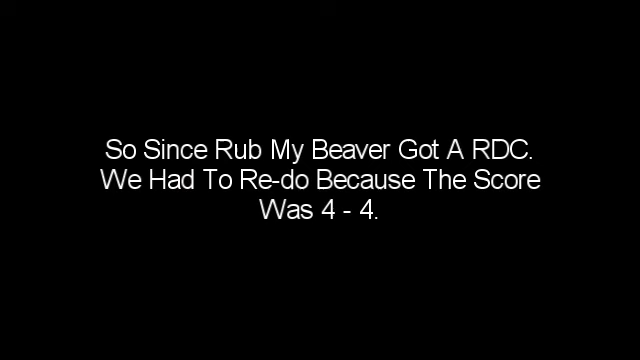 So Since Rub My Beaver Got A RDC.
We Had To Re-do Because The Score
Was 4 - 4.